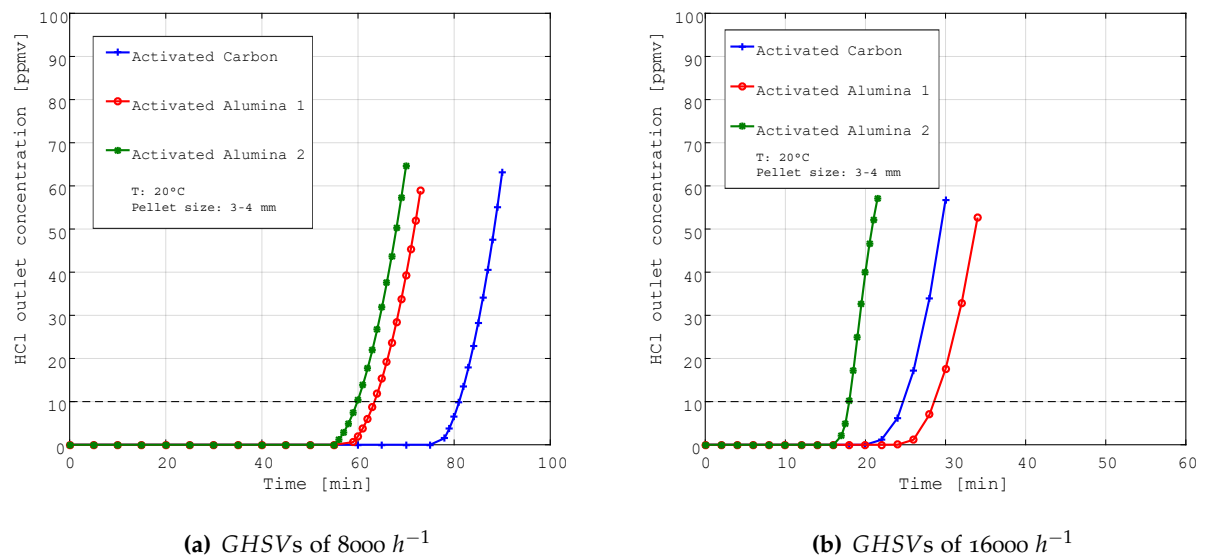 HCl outlet concentration [ppmv]
100
90
80
70
60
50
40
30
20
10
0
Activated Carbon
Activated Alumina 1
Activated Alumina 2
T: 20°C
Pellet size: 3-4 mm
0 20 40 60 80 100
Time [min]
(a) GHSVs of 8000 h⁻¹
HCl outlet concentration [ppmv]
100
90
80
70
60
50
40
30
20
10
0
Activated Carbon
Activated Alumina 1
Activated Alumina 2
T: 20°C
Pellet size: 3-4 mm
0 10 20 30 40 50 60
Time [min]
(b) GHSVs of 16000 h⁻¹